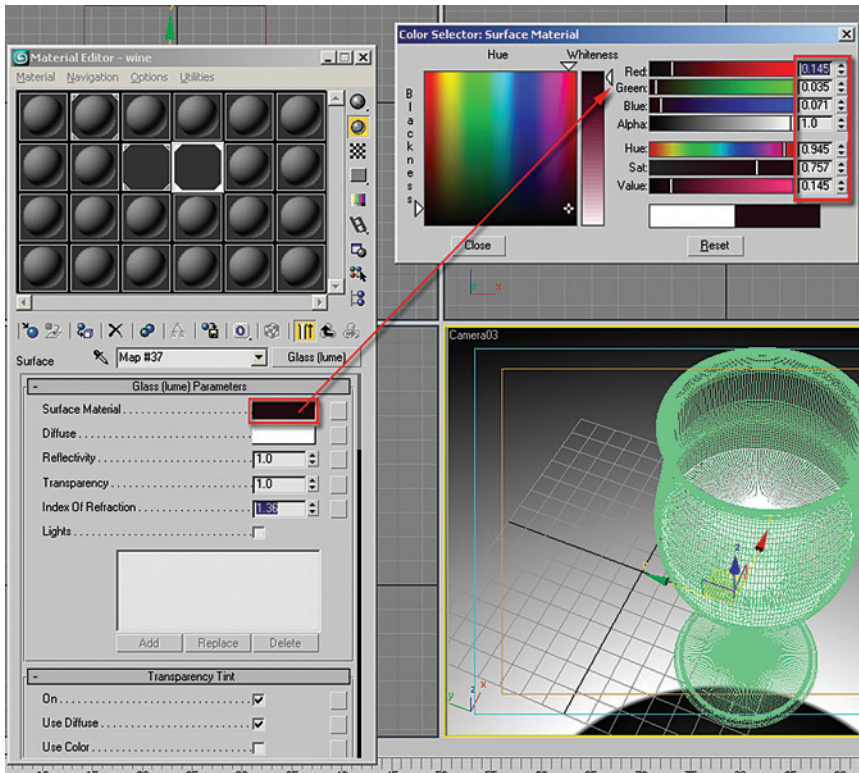 Material Editor - wine
Material Navigation Options Utilities
Surface Map #37 Glass (lume)
- Glass (lume) Parameters
Surface Material
Diffuse
Reflectivity 1.0
Transparency 1.0
Index Of Refraction 1.36
Lights
Add Replace Delete
- Transparency Tint
On
Use Diffuse
Use Color
Color Selector: Surface Material
Hue Whiteness
Blackness
Red: 0.145
Green: 0.035
Blue: 0.071
Alpha: 1.0
Hue: 0.945
Sat: 0.757
Value: 0.145
Close Reset
y x
Camera03
z
x
y
z x
y